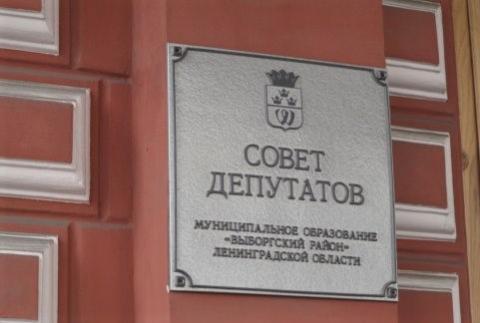 СОВЕТ
ДЕПУТАТОВ
МУНИЦИПАЛЬНОЕ ОБРАЗОВАНИЕ
«ВЫБОРГСКИЙ РАЙОН»
ЛЕНИНГРАДСКОЙ ОБЛАСТИ